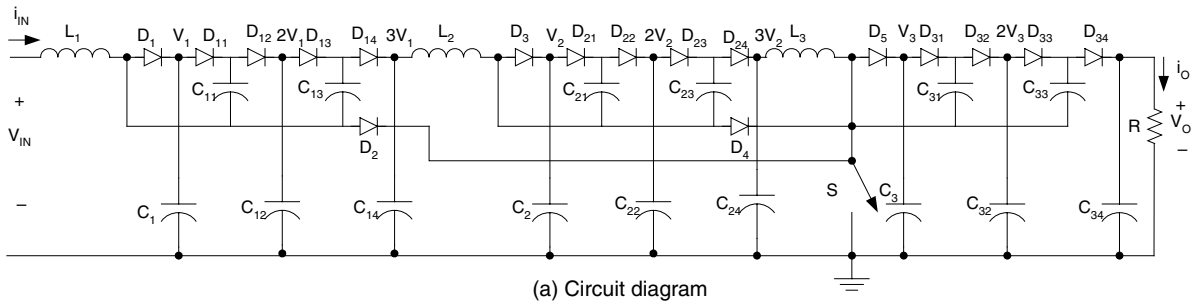 i_IN
L_1 D_1 V_1 D_11 D_12 2V_1 D_13 D_14 3V_1 L_2 D_3 V_2 D_21 D_22 2V_2 D_23 D_24 3V_2 L_3 D_5 V_3 D_31 D_32 2V_3 D_33 D_34
i_O
C_11 C_13 C_21 C_23 C_31 C_33
+ V_IN –
D_2 D_4
R + V_O –
C_1 C_12 C_14 C_2 C_22 C_24 S C_3 C_32 C_34
(a) Circuit diagram